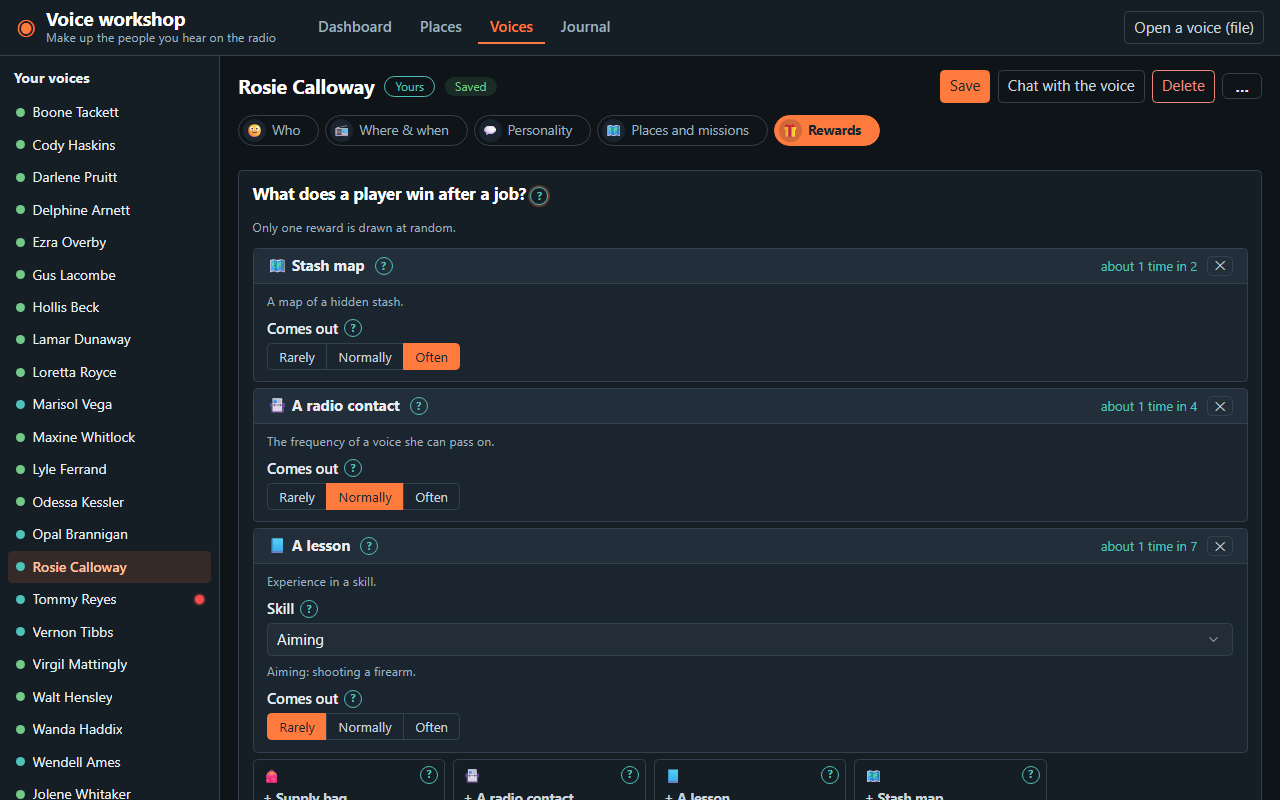 Voice workshop
Make up the people you hear on the radio
Dashboard Places Voices Journal
Open a voice (file)
Your voices
Boone Tackett
Cody Haskins
Darlene Pruitt
Delphine Arnett
Ezra Overby
Gus Lacombe
Hollis Beck
Lamar Dunaway
Loretta Royce
Marisol Vega
Maxine Whitlock
Lyle Ferrand
Odessa Kessler
Opal Brannigan
Rosie Calloway
Tommy Reyes
Vernon Tibbs
Virgil Mattingly
Walt Hensley
Wanda Haddix
Wendell Ames
Jolene Whitaker
Rosie Calloway Yours Saved
Save Chat with the voice Delete ...
Who Where & when Personality Places and missions Rewards
What does a player win after a job? ?
Only one reward is drawn at random.
Stash map ? about 1 time in 2
A map of a hidden stash.
Comes out ?
Rarely Normally Often
A radio contact ? about 1 time in 4
The frequency of a voice she can pass on.
Comes out ?
Rarely Normally Often
A lesson ? about 1 time in 7
Experience in a skill.
Skill ?
Aiming
Aiming: shooting a firearm.
Comes out ?
Rarely Normally Often
? ? ? ?
+ Supply bag + A radio contact + A lesson + Stash map